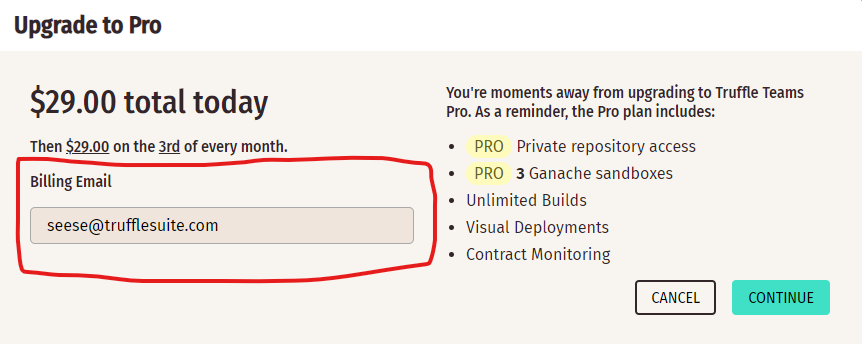 Upgrade to Pro
$29.00 total today
Then $29.00 on the 3rd of every month.
Billing Email
seese@trufflesuite.com
You're moments away from upgrading to Truffle Teams
Pro. As a reminder, the Pro plan includes:
PRO Private repository access
PRO 3 Ganache sandboxes
Unlimited Builds
Visual Deployments
Contract Monitoring
CANCEL
CONTINUE